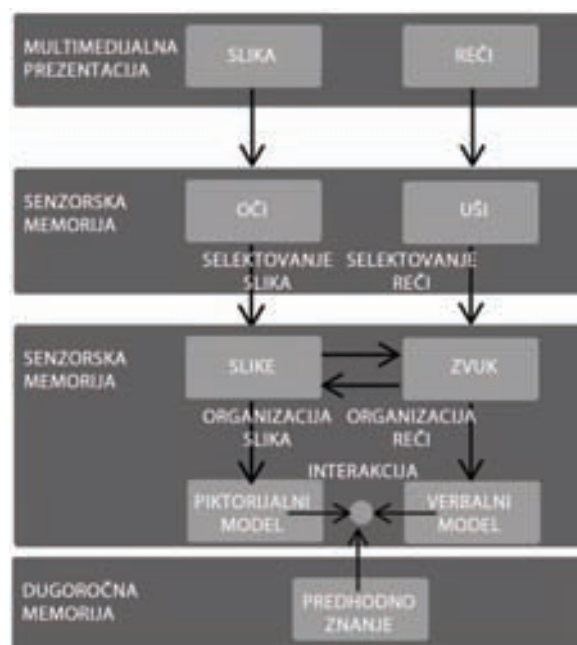 MULTIMEDIJALNA
PREZENTACIJA
SLIKA
REČI
SENZORSKA
MEMORIJA
OČI
UŠI
SELEKTOVANJE
SLIKA
SELEKTOVANJE
REČI
SENZORSKA
MEMORIJA
SLIKE
ZVUK
ORGANIZACIJA
SLIKA
ORGANIZACIJA
REČI
INTERAKCIJA
PIKTORIJALNI
MODEL
VERBALNI
MODEL
DUGOROČNA
MEMORIJA
PREDHODNO
ZNANJE